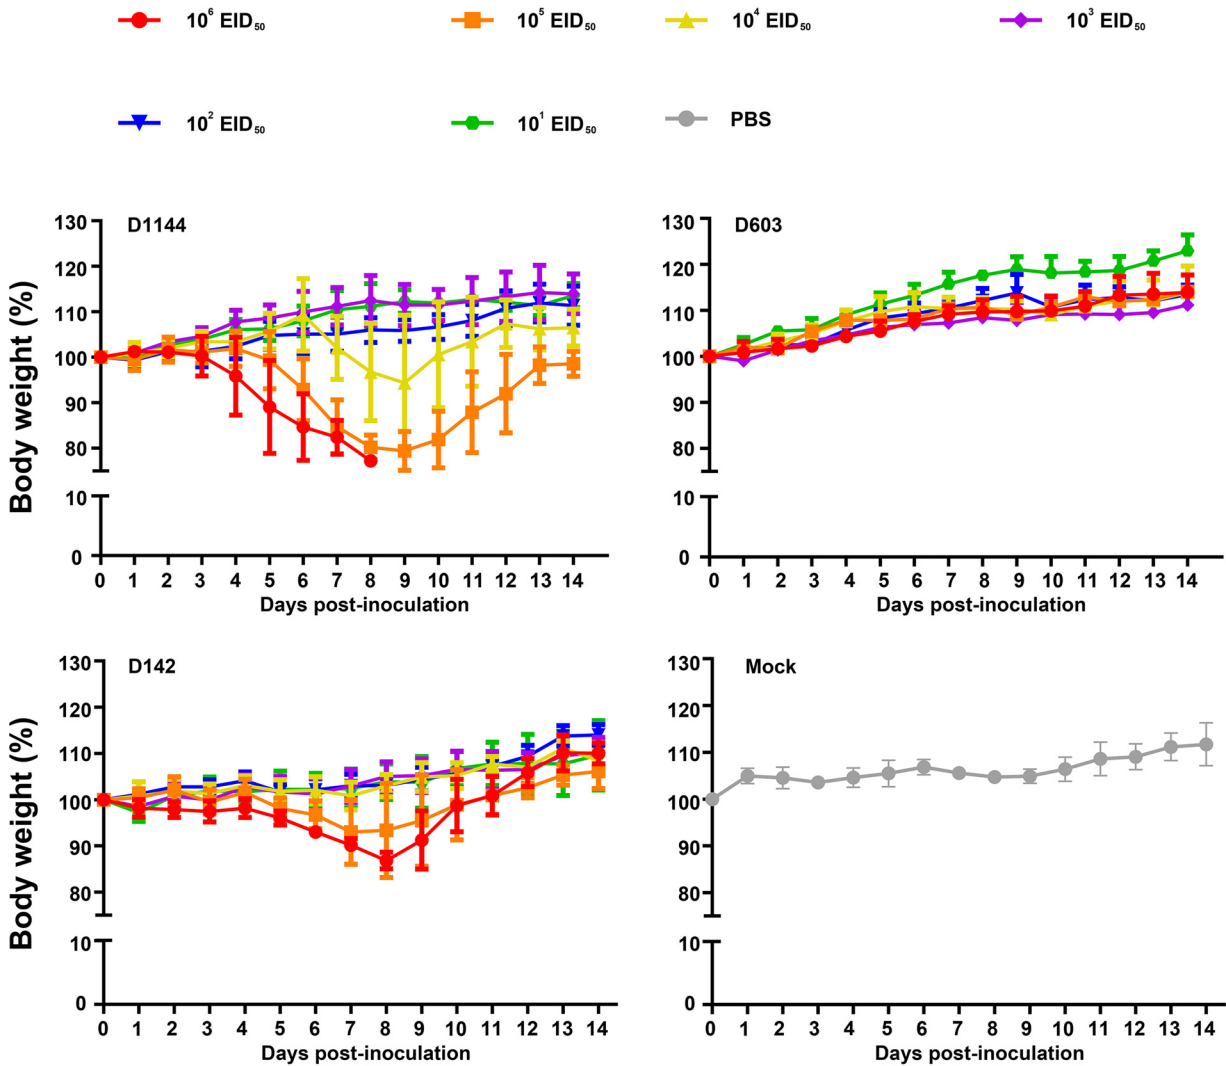 10⁶ EID₅₀ 10⁵ EID₅₀ 10⁴ EID₅₀ 10³ EID₅₀
10² EID₅₀ 10¹ EID₅₀ PBS
D1144
Body weight (%)
130
120
110
100
90
80
10
0
0 1 2 3 4 5 6 7 8 9 10 11 12 13 14
Days post-inoculation
D603
130
120
110
100
90
80
10
0
0 1 2 3 4 5 6 7 8 9 10 11 12 13 14
Days post-inoculation
D142
Body weight (%)
130
120
110
100
90
80
10
0
0 1 2 3 4 5 6 7 8 9 10 11 12 13 14
Days post-inoculation
Mock
130
120
110
100
90
80
10
0
0 1 2 3 4 5 6 7 8 9 10 11 12 13 14
Days post-inoculation